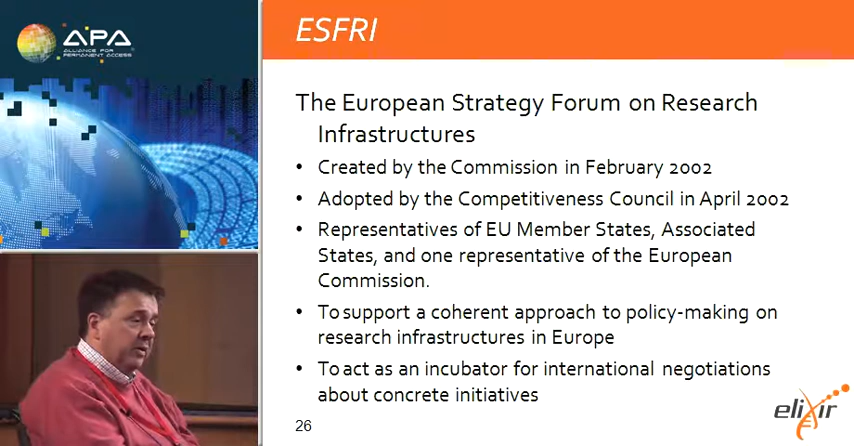 APA
ALLIANCE FOR
PERMANENT ACCESS
ESFRI
The European Strategy Forum on Research
Infrastructures
• Created by the Commission in February 2002
• Adopted by the Competitiveness Council in April 2002
• Representatives of EU Member States, Associated
States, and one representative of the European
Commission.
• To support a coherent approach to policy-making on
research infrastructures in Europe
• To act as an incubator for international negotiations
about concrete initiatives
26
elixir